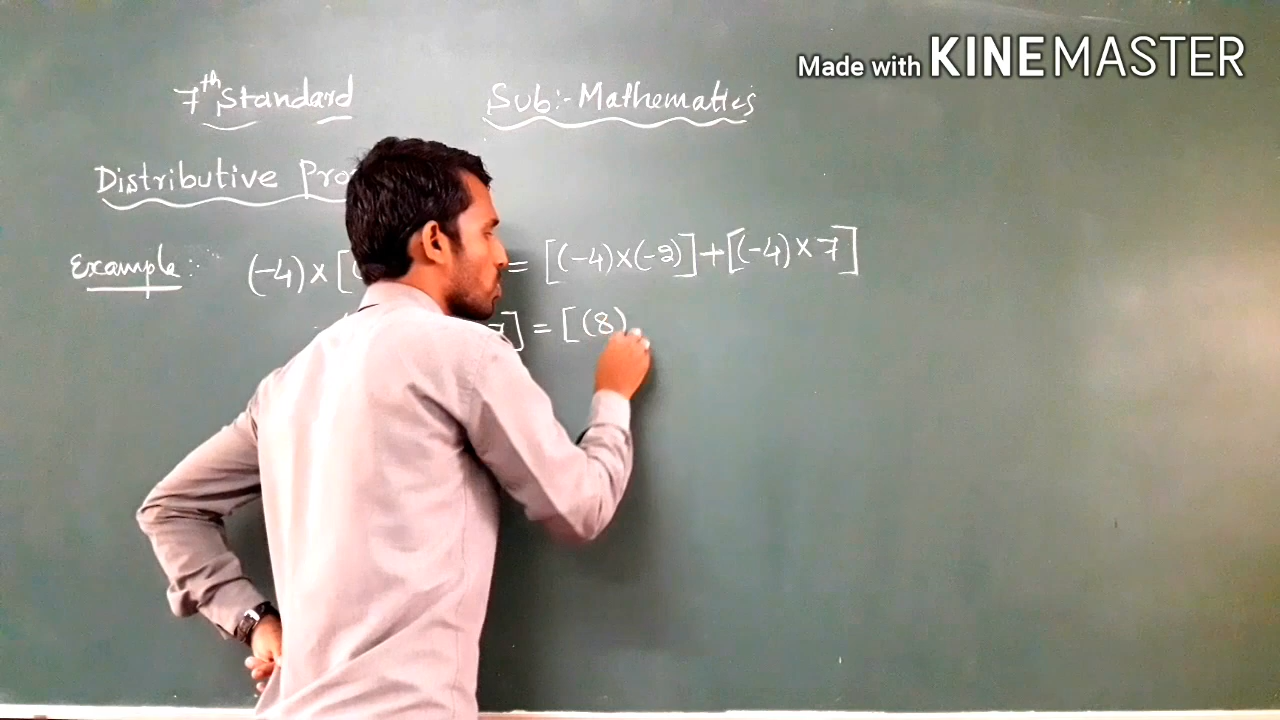 Made with KINEMASTER
7th Standard Sub:- Mathematics
Distributive Pro
Example:- (-4)×[( = [(-4)×(-2)]+[(-4)×7]
7] = [(8)